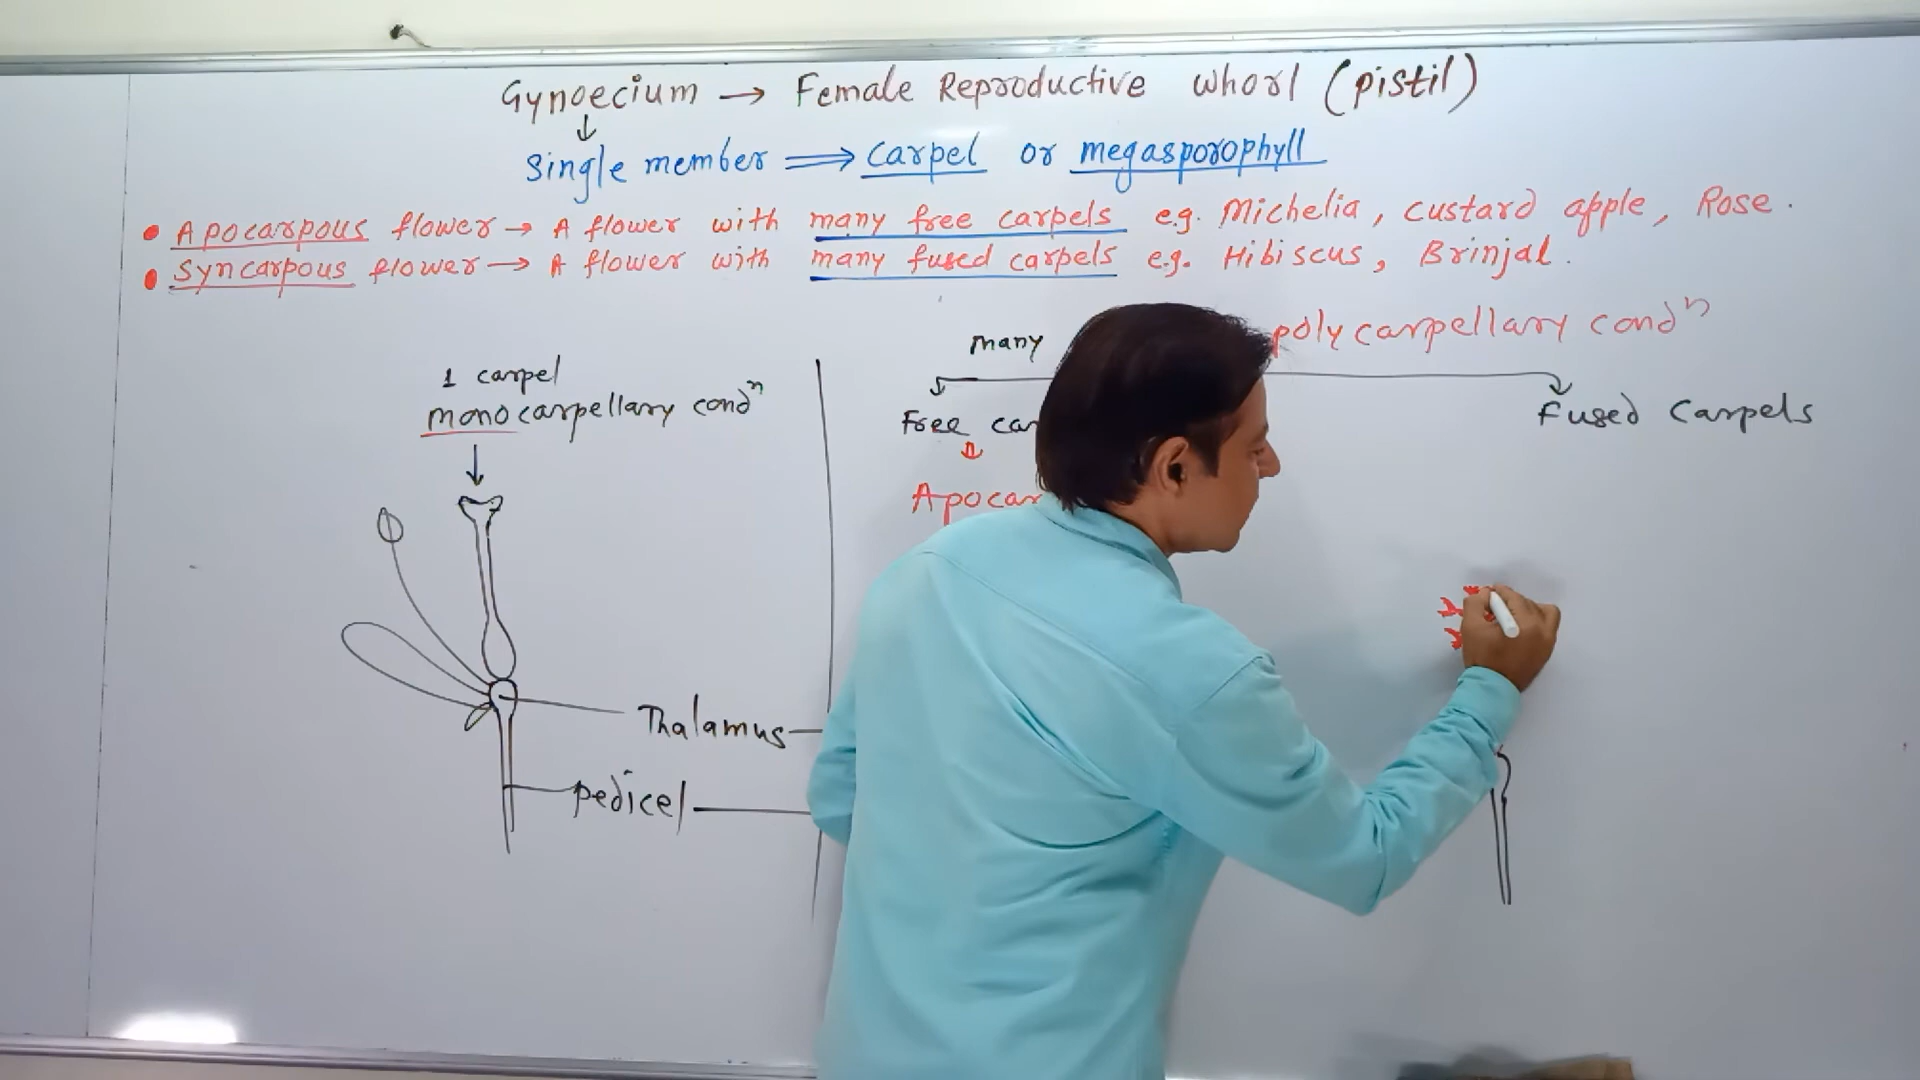 Gynoecium → Female Reproductive whorl (pistil)
↓
Single member ⟹ carpel or megasporophyll
• Apocarpous flower → A flower with many free carpels e.g. Michelia, custard apple, Rose.
• Syncarpous flower → A flower with many fused carpels e.g. Hibiscus, Brinjal.
many polycarpellary condⁿ
1 carpel
monocarpellary condⁿ
Free car
Fused Carpels
Apocar
Thalamus
pedicel